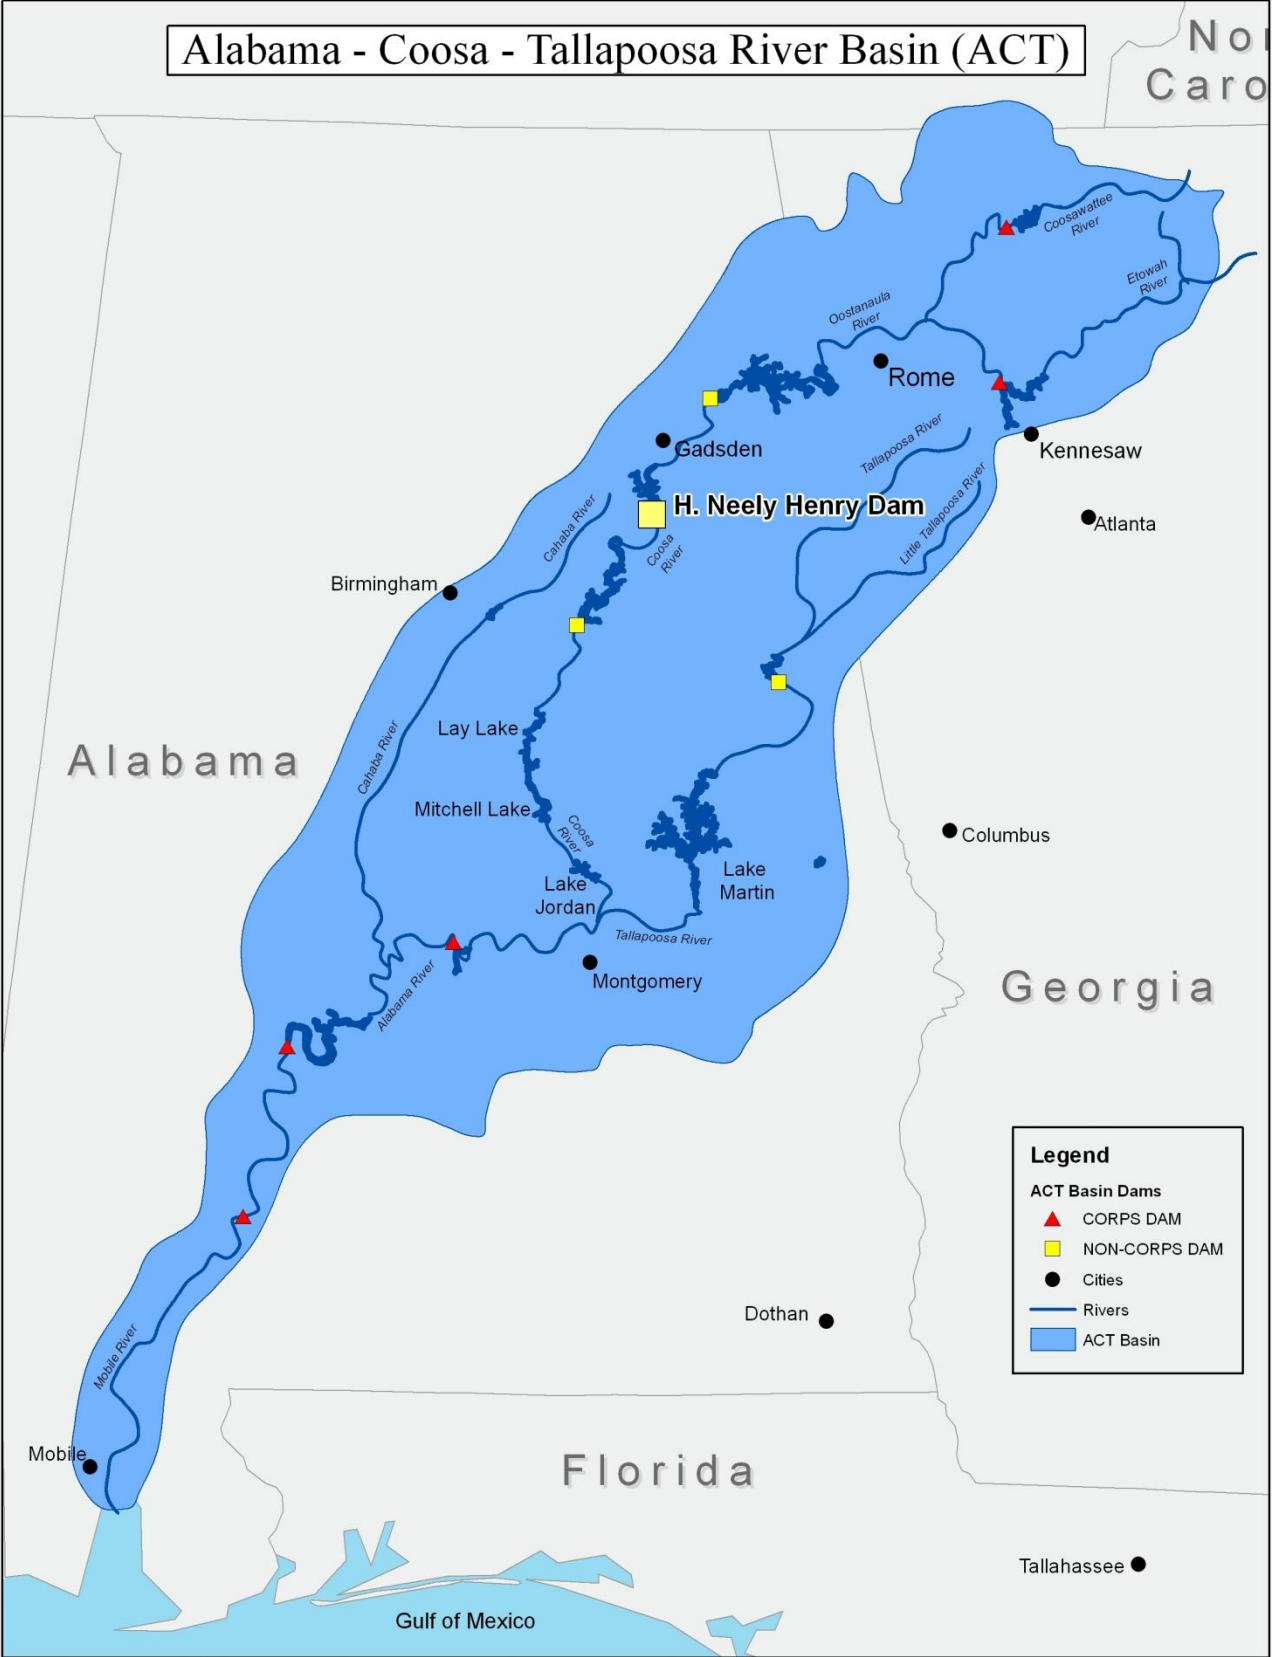 Alabama - Coosa - Tallapoosa River Basin (ACT)
Nor
Caro
Coosawattee
River
Etowah
River
Oostanaula
River
Rome
Tallapoosa River
Kennesaw
Gadsden
H. Neely Henry Dam
Little Tallapoosa River
Atlanta
Cahaba River
Coosa
River
Birmingham
Lay Lake
Cahaba River
Alabama
Mitchell Lake
Coosa
River
Columbus
Lake
Martin
Lake
Jordan
Tallapoosa River
Montgomery
Alabama River
Georgia
Legend
ACT Basin Dams
CORPS DAM
NON-CORPS DAM
Cities
Rivers
ACT Basin
Dothan
Mobile River
Mobile
Florida
Tallahassee
Gulf of Mexico